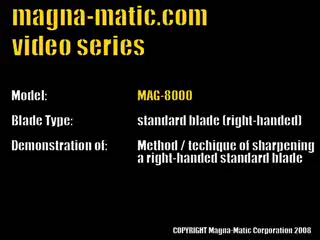 magna-matic.com
video series
Model: MAG-8000
Blade Type: standard blade (right-handed)
Demonstration of: Method / techique of sharpening
a right-handed standard blade
COPYRIGHT Magna-Matic Corporation 2008